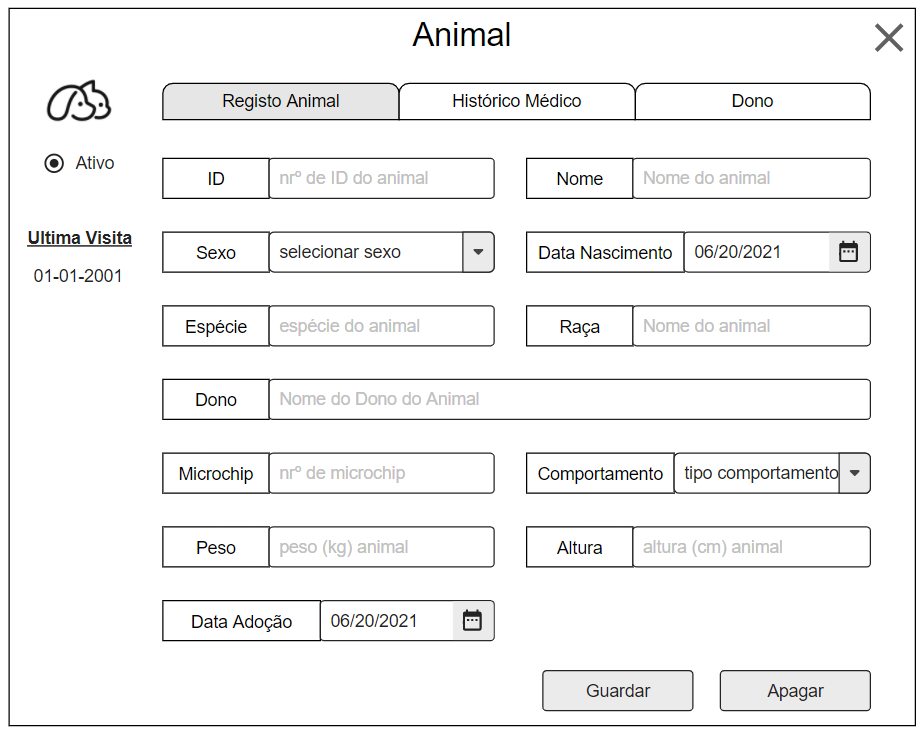 Animal
Registo Animal Histórico Médico Dono
Ativo
ID nrº de ID do animal Nome Nome do animal
Ultima Visita
Sexo selecionar sexo Data Nascimento 06/20/2021
01-01-2001
Espécie espécie do animal Raça Nome do animal
Dono Nome do Dono do Animal
Microchip nrº de microchip Comportamento tipo comportamento
Peso peso (kg) animal Altura altura (cm) animal
Data Adoção 06/20/2021
Guardar Apagar